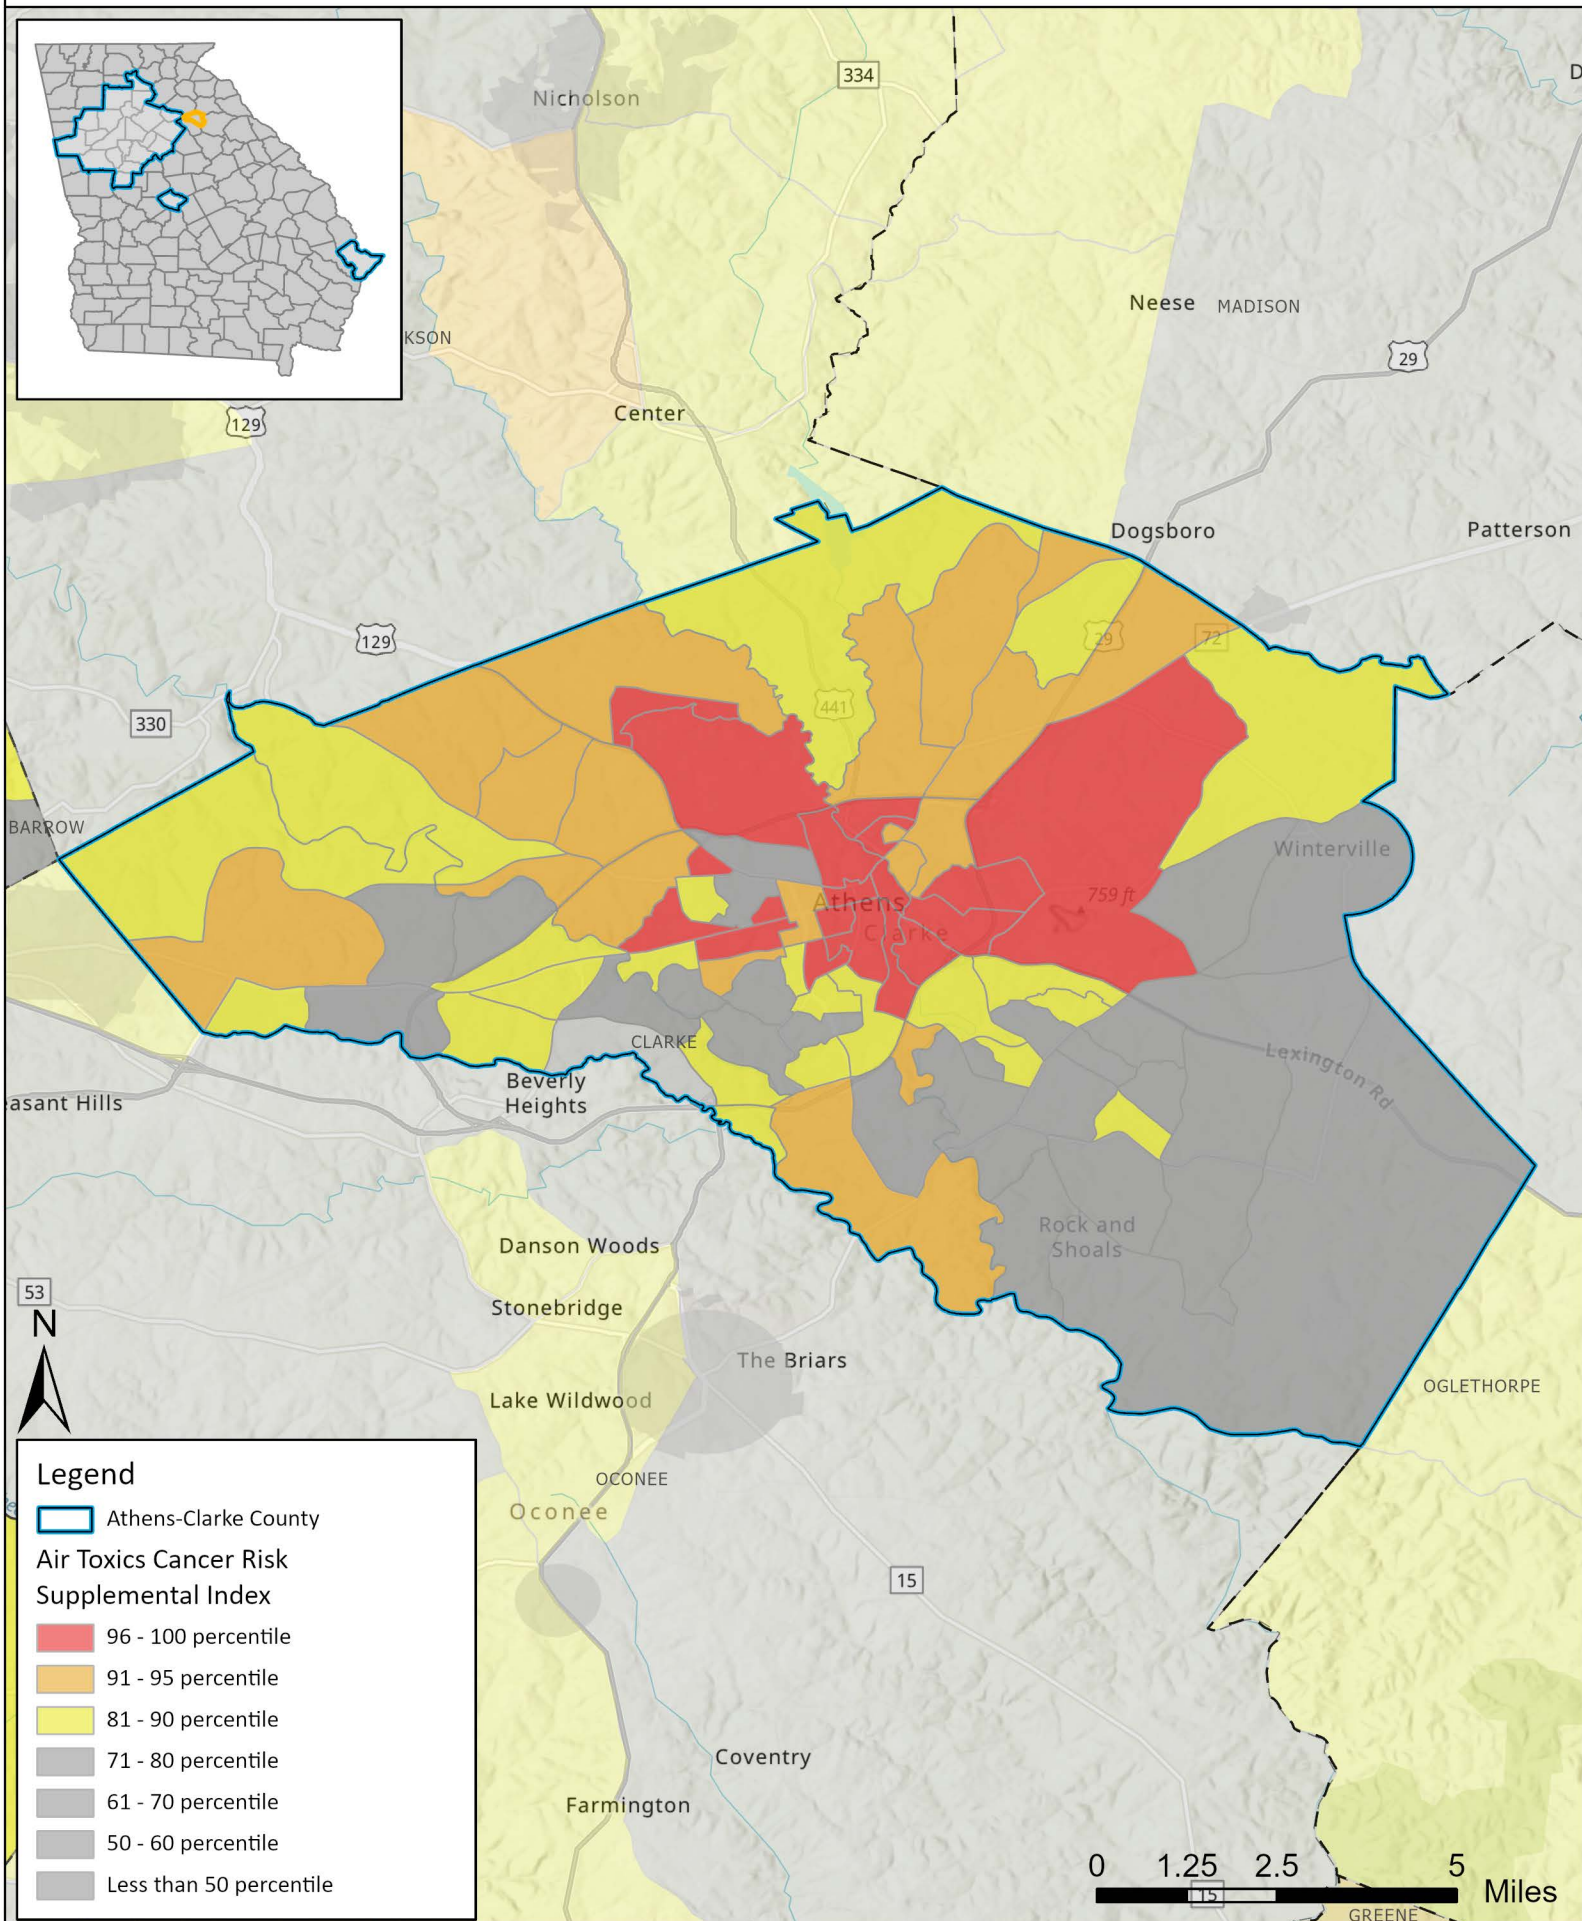 Nicholson
334
D
KSON
Neese
MADISON
29
129
Center
Dogsboro
Patterson
129
29
72
330
441
BARROW
Winterville
759 ft
Athens
Clarke
CLARKE
Lexington Rd
Beverly
Heights
easant Hills
Rock and
Shoals
Danson Woods
53
Stonebridge
N
The Briars
Lake Wildwood
OGLETHORPE
OCONEE
Oconee
Legend
Athens-Clarke County
Air Toxics Cancer Risk
Supplemental Index
96 - 100 percentile
91 - 95 percentile
81 - 90 percentile
71 - 80 percentile
61 - 70 percentile
50 - 60 percentile
Less than 50 percentile
15
Coventry
Farmington
0 1.25 2.5 5
Miles
15
GREENE